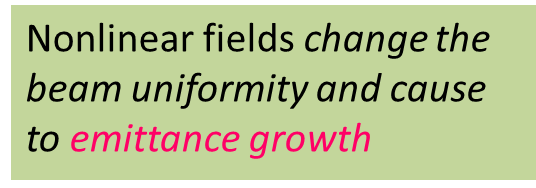 Nonlinear fields change the
beam uniformity and cause
to emittance growth